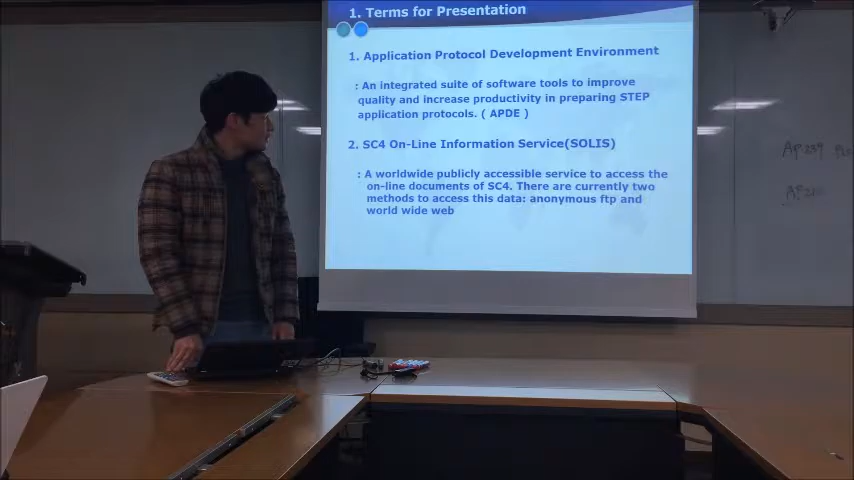 1. Terms for Presentation
1. Application Protocol Development Environment
: An integrated suite of software tools to improve
quality and increase productivity in preparing STEP
application protocols. ( APDE )
2. SC4 On-Line Information Service(SOLIS)
: A worldwide publicly accessible service to access the
on-line documents of SC4. There are currently two
methods to access this data: anonymous ftp and
world wide web
AP 239